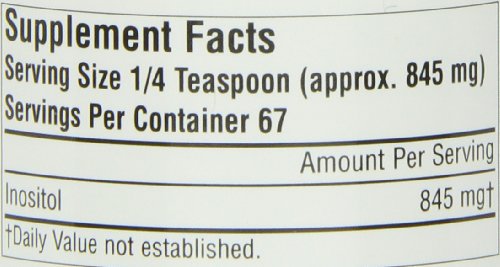 Supplement Facts
Serving Size 1/4 Teaspoon (approx. 845 mg)
Servings Per Container 67
Amount Per Serving
Inositol 845 mg†
†Daily Value not established.